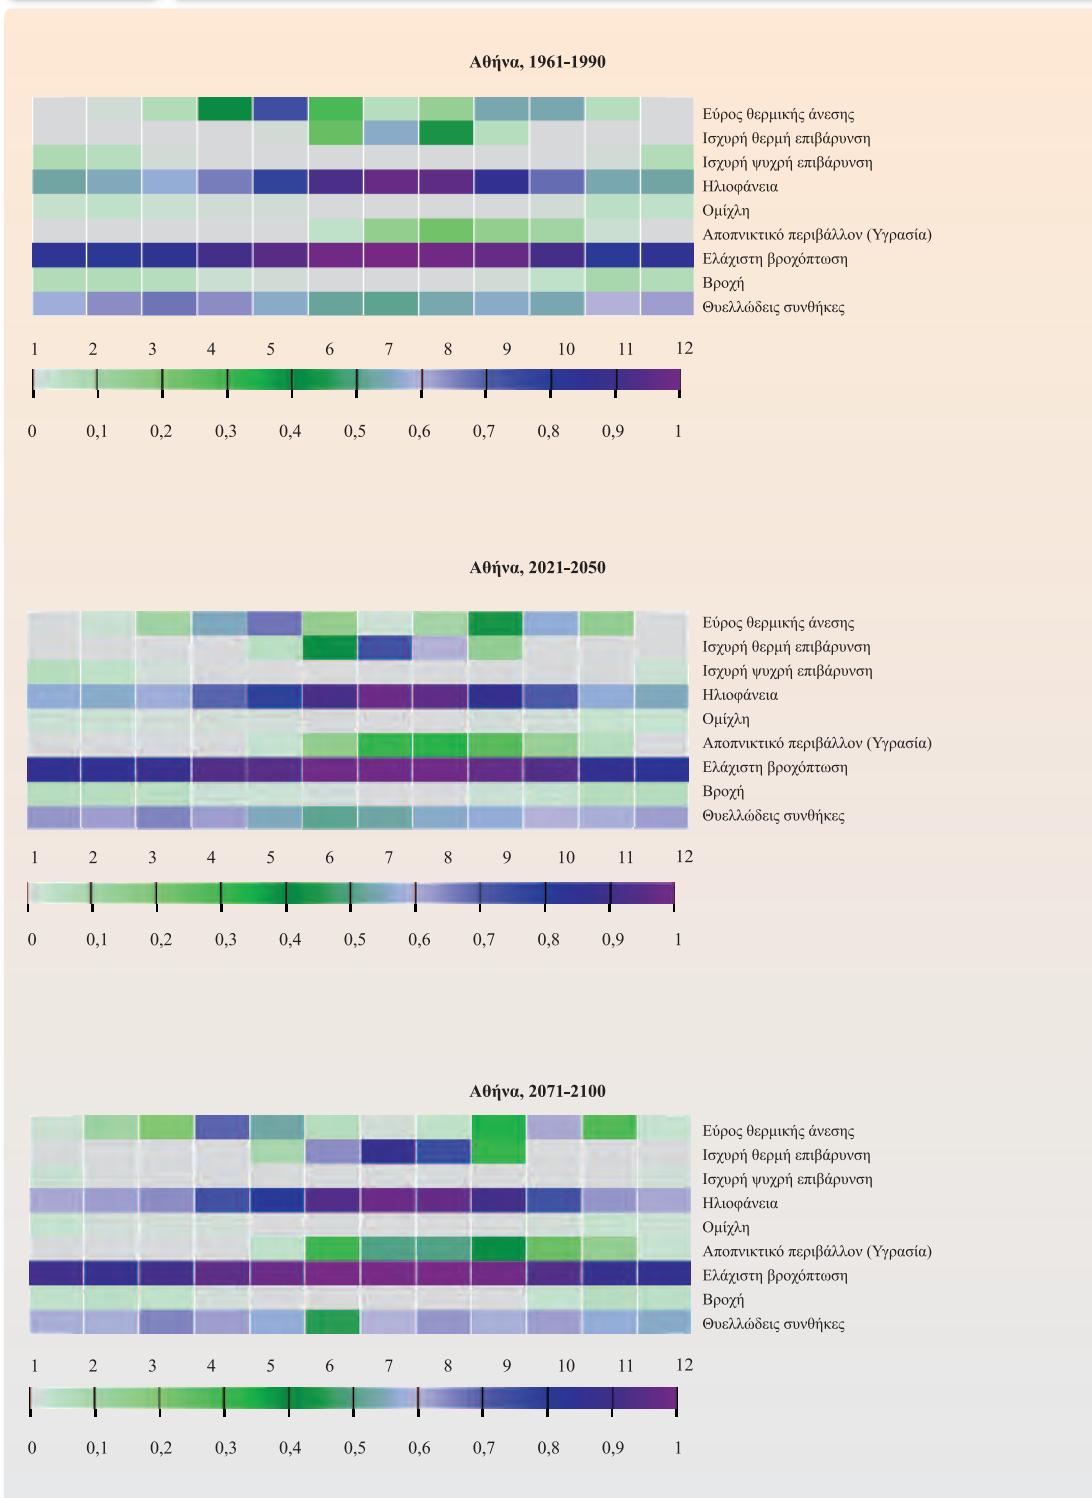 Αθήνα, 1961-1990
Εύρος θερμικής άνεσης
Ισχυρή θερμή επιβάρυνση
Ισχυρή ψυχρή επιβάρυνση
Ηλιοφάνεια
Ομίχλη
Αποπνικτικό περιβάλλον (Υγρασία)
Ελάχιστη βροχόπτωση
Βροχή
Θυελλώδεις συνθήκες
1 2 3 4 5 6 7 8 9 10 11 12
0 0,1 0,2 0,3 0,4 0,5 0,6 0,7 0,8 0,9 1
Αθήνα, 2021-2050
Εύρος θερμικής άνεσης
Ισχυρή θερμή επιβάρυνση
Ισχυρή ψυχρή επιβάρυνση
Ηλιοφάνεια
Ομίχλη
Αποπνικτικό περιβάλλον (Υγρασία)
Ελάχιστη βροχόπτωση
Βροχή
Θυελλώδεις συνθήκες
1 2 3 4 5 6 7 8 9 10 11 12
0 0,1 0,2 0,3 0,4 0,5 0,6 0,7 0,8 0,9 1
Αθήνα, 2071-2100
Εύρος θερμικής άνεσης
Ισχυρή θερμή επιβάρυνση
Ισχυρή ψυχρή επιβάρυνση
Ηλιοφάνεια
Ομίχλη
Αποπνικτικό περιβάλλον (Υγρασία)
Ελάχιστη βροχόπτωση
Βροχή
Θυελλώδεις συνθήκες
1 2 3 4 5 6 7 8 9 10 11 12
0 0,1 0,2 0,3 0,4 0,5 0,6 0,7 0,8 0,9 1